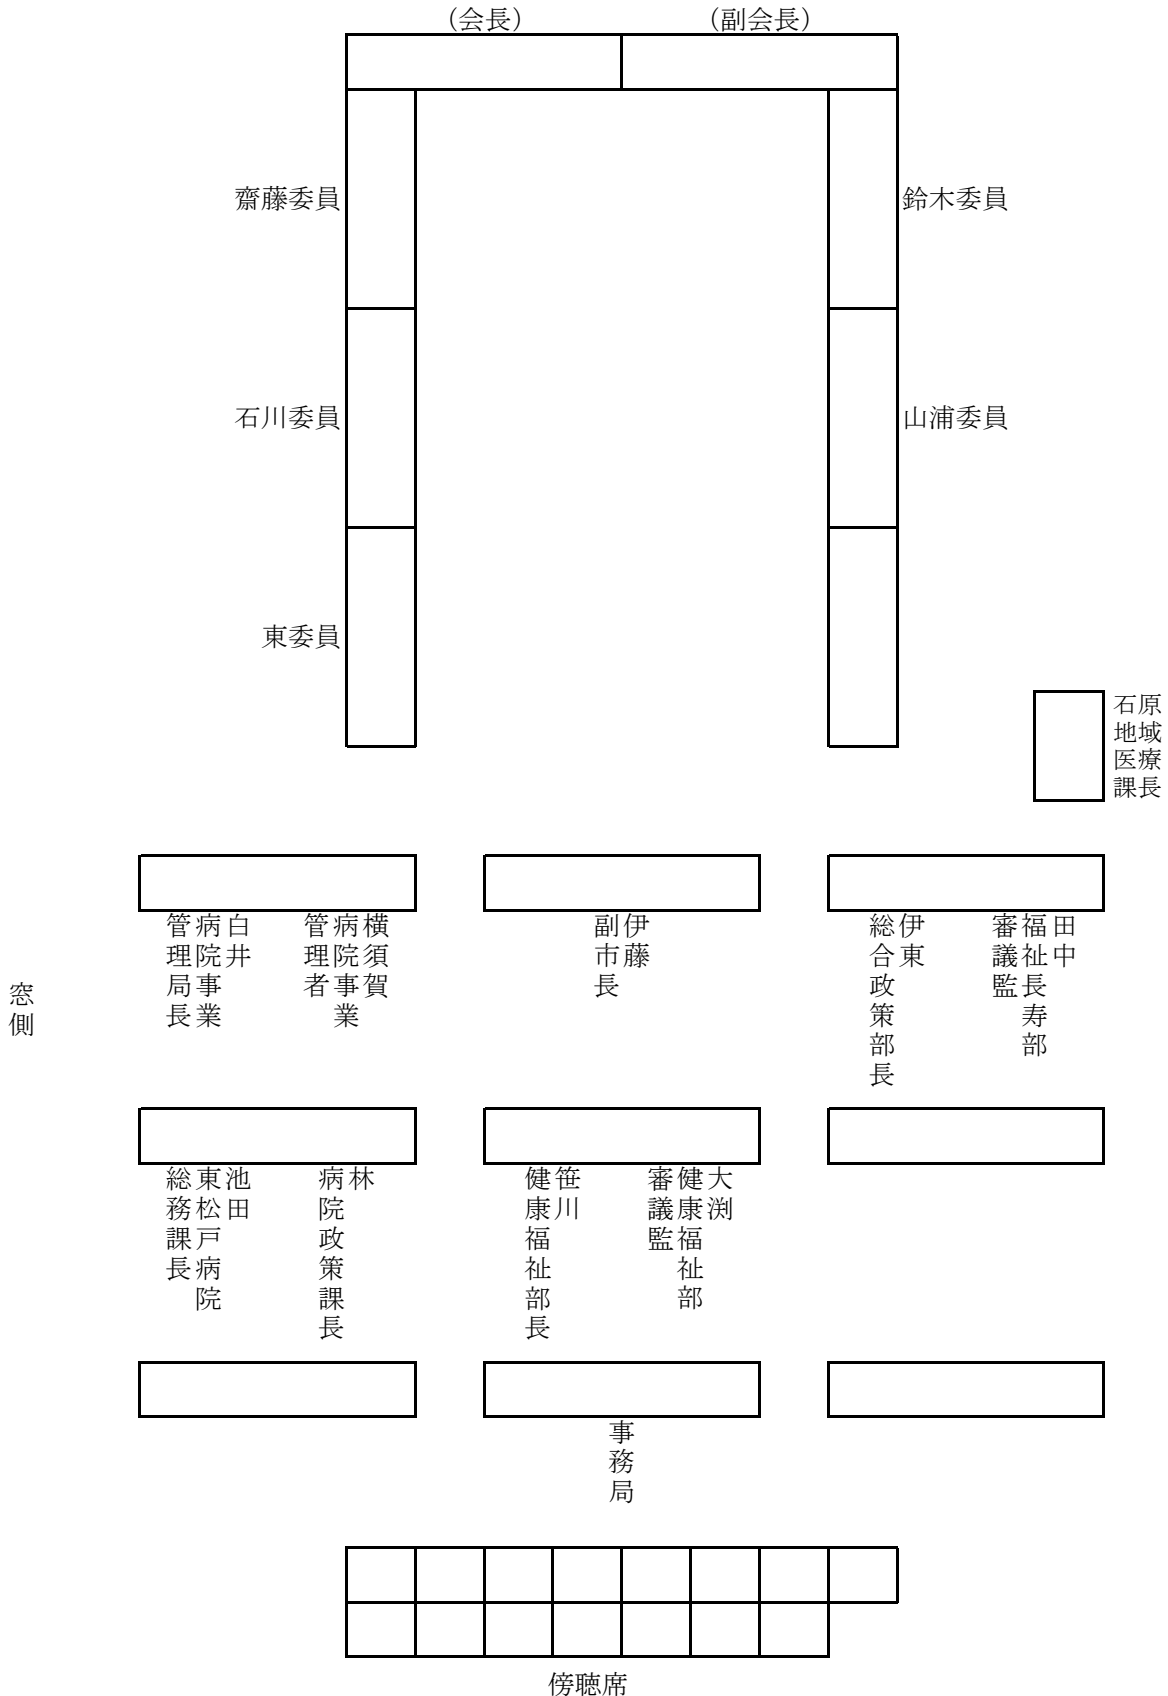 （会長）
（副会長）
齋藤委員
鈴木委員
石川委員
山浦委員
東委員
石原
地域
医療
課長
田中
福祉長寿部
審議監
伊東
総合政策部長
伊藤
副市長
横須賀
病院事業
管理者
白井
病院事業
管理局長
窓側
大渕
健康福祉部
審議監
笹川
健康福祉部長
林
病院政策課長
池田
東松戸病院
総務課長
事務局
傍聴席